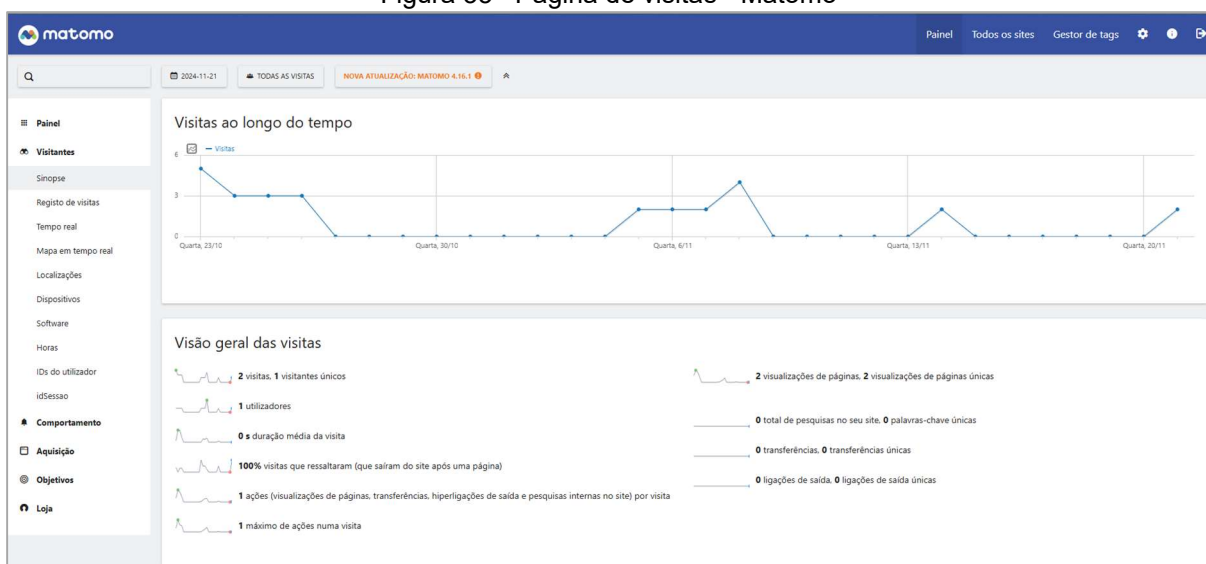 matomo
Painel
Todos os sites
Gestor de tags
2024-11-21
TODAS AS VISITAS
NOVA ATUALIZAÇÃO: MATOMO 4.16.1
Painel
Visitantes
Sinopse
Registo de visitas
Tempo real
Mapa em tempo real
Localizações
Dispositivos
Software
Horas
IDs do utilizador
idSessao
Comportamento
Aquisição
Objetivos
Loja
Visitas ao longo do tempo
Visitas
6
3
0
Quarta, 23/10
Quarta, 30/10
Quarta, 6/11
Quarta, 13/11
Quarta, 20/11
Visão geral das visitas
2 visitas, 1 visitantes únicos
1 utilizadores
0 s duração média da visita
100% visitas que ressaltaram (que saíram do site após uma página)
1 ações (visualizações de páginas, transferências, hiperligações de saída e pesquisas internas no site) por visita
1 máximo de ações numa visita
2 visualizações de páginas, 2 visualizações de páginas únicas
0 total de pesquisas no seu site, 0 palavras-chave únicas
0 transferências, 0 transferências únicas
0 ligações de saída, 0 ligações de saída únicas